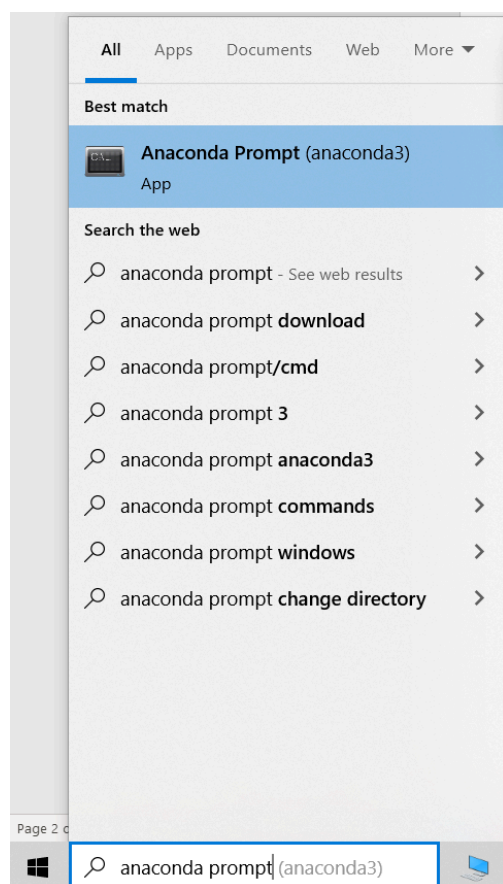 All Apps Documents Web More
Best match
Anaconda Prompt (anaconda3)
App
Search the web
anaconda prompt - See web results
anaconda prompt download
anaconda prompt/cmd
anaconda prompt 3
anaconda prompt anaconda3
anaconda prompt commands
anaconda prompt windows
anaconda prompt change directory
Page 2
anaconda prompt (anaconda3)